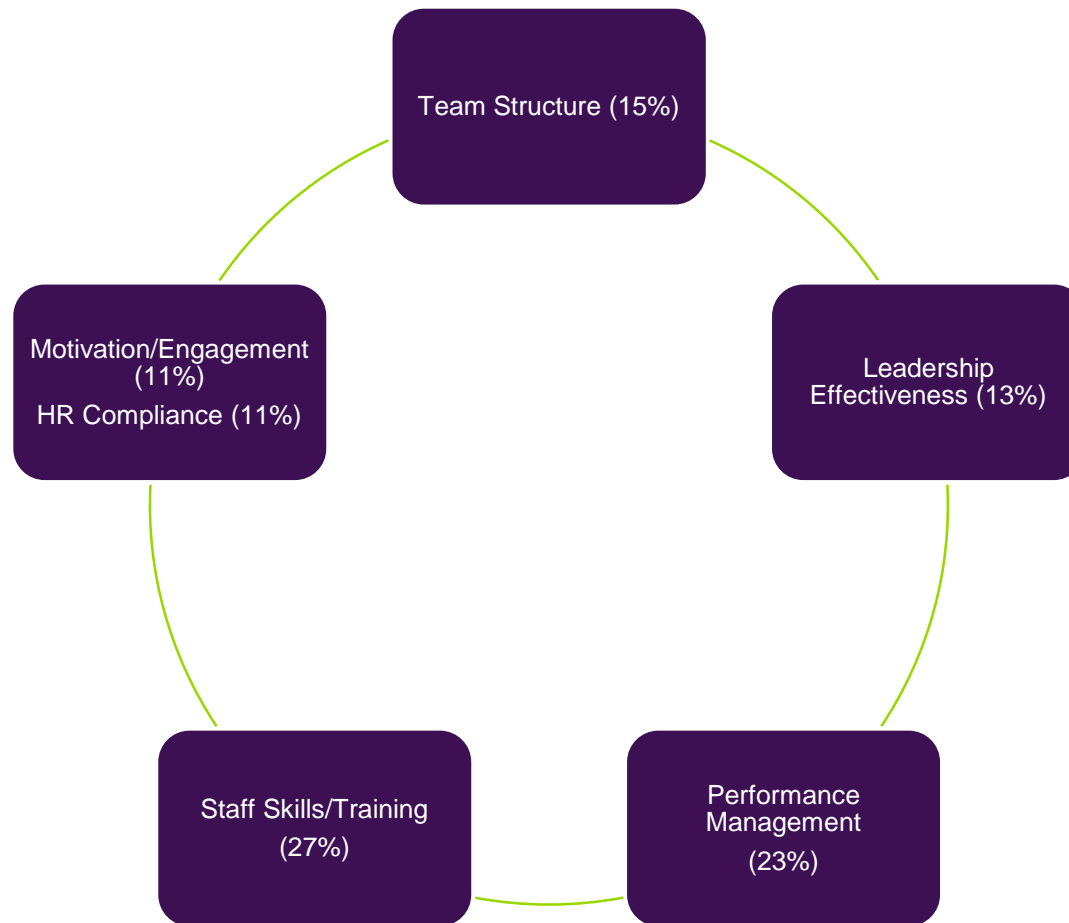 Team Structure (15%)
Motivation/Engagement
(11%)
HR Compliance (11%)
Leadership
Effectiveness (13%)
Staff Skills/Training
(27%)
Performance
Management
(23%)